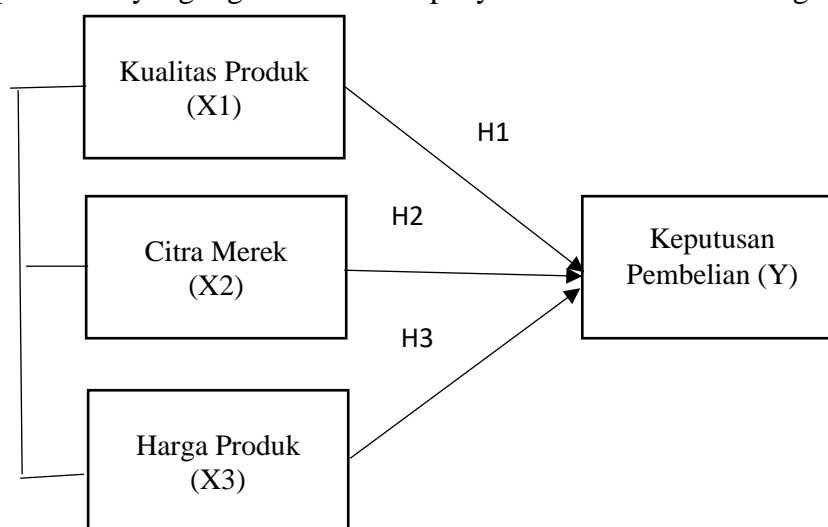 Kualitas Produk
(X1)
H1
H2
Citra Merek
(X2)
Keputusan
Pembelian (Y)
H3
Harga Produk
(X3)